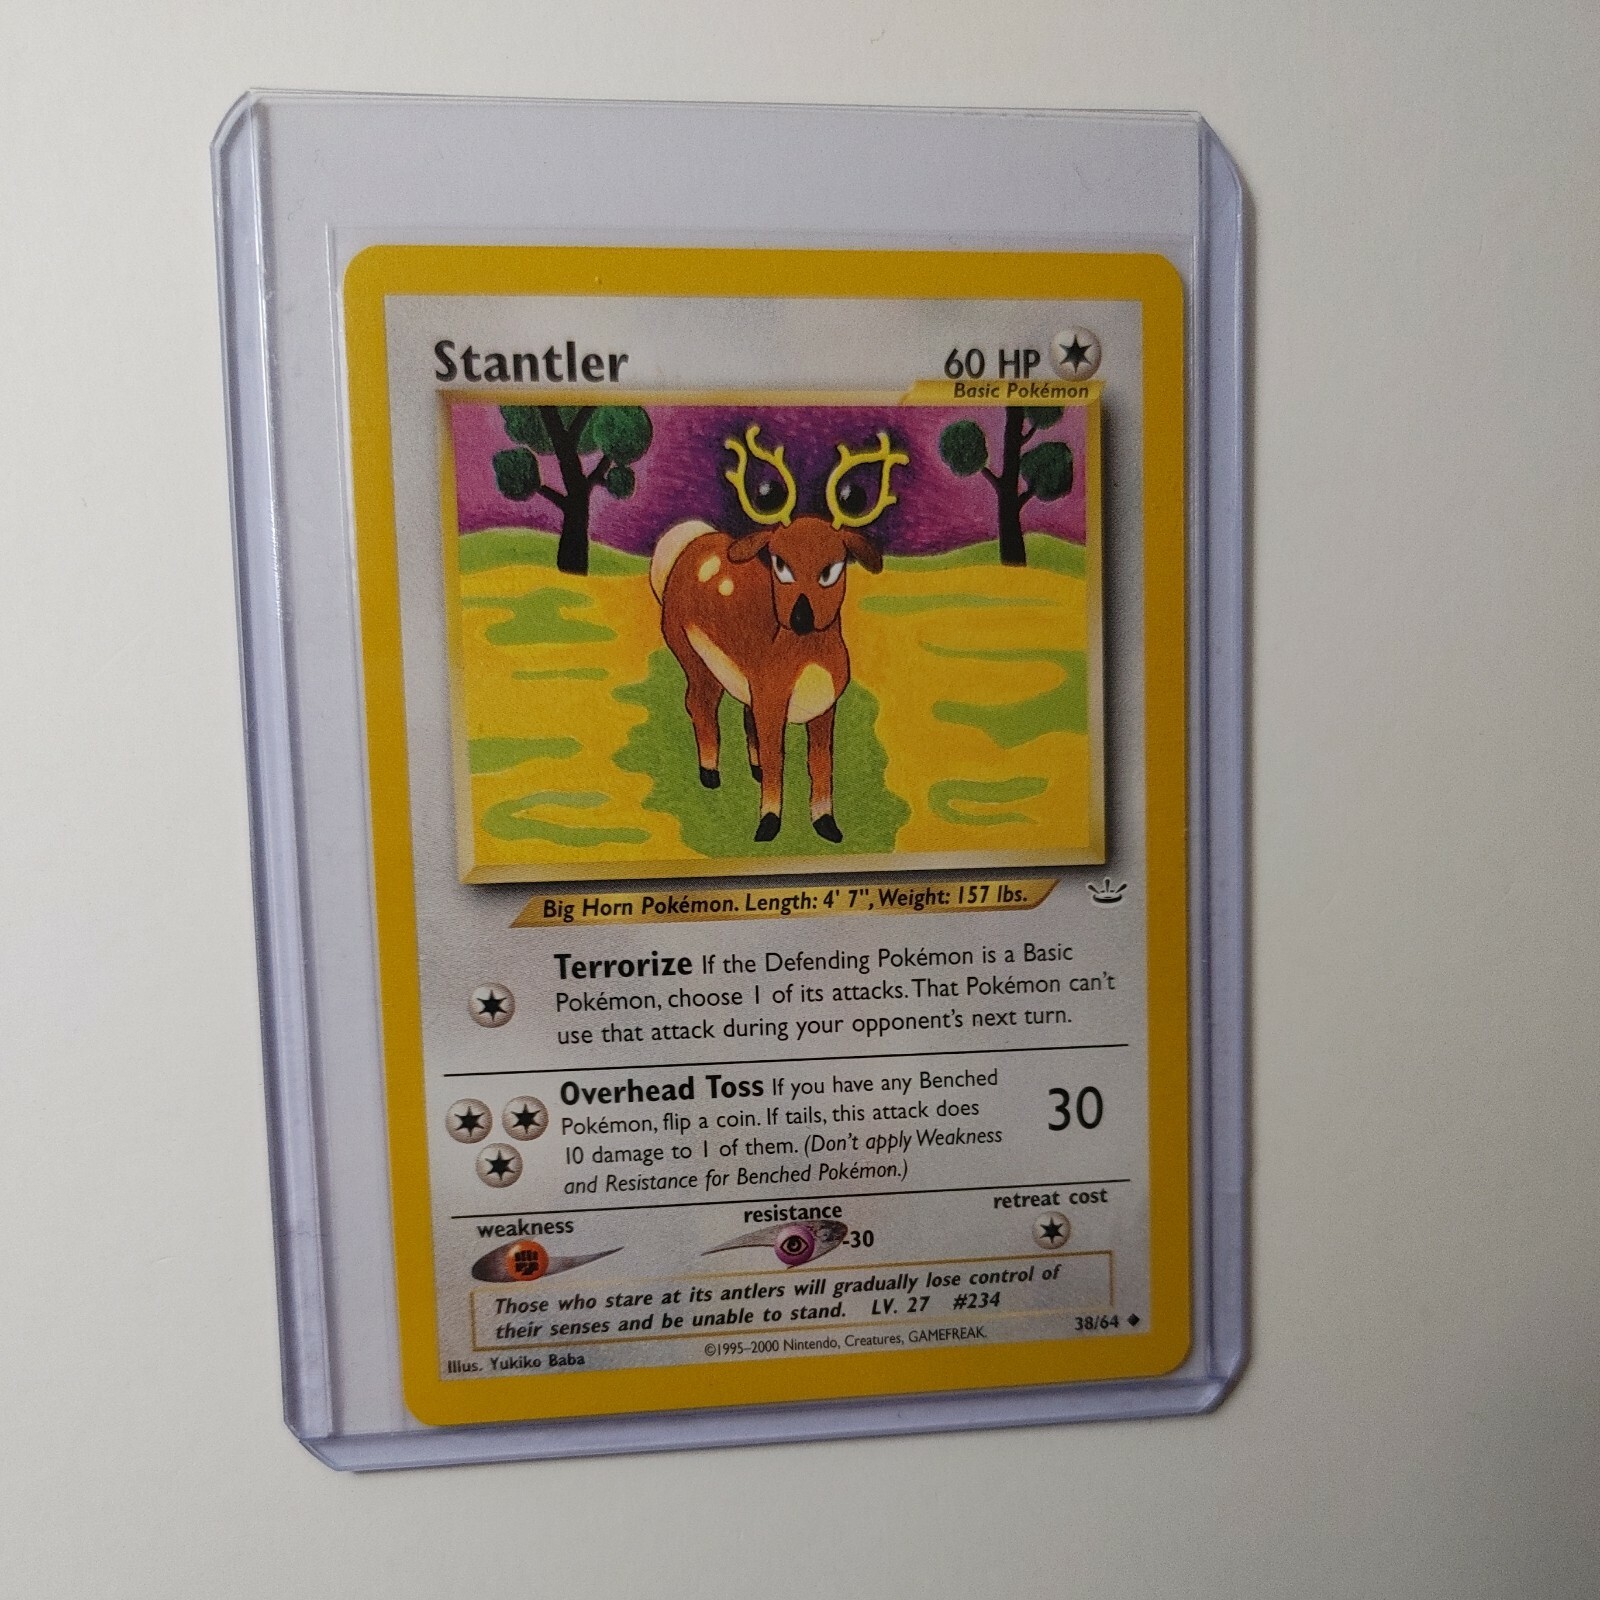 Stantler
60 HP
Basic Pokémon
Big Horn Pokémon. Length: 4' 7", Weight: 157 lbs.
Terrorize If the Defending Pokémon is a Basic
Pokémon, choose 1 of its attacks. That Pokémon can't
use that attack during your opponent's next turn.
Overhead Toss If you have any Benched
Pokémon, flip a coin. If tails, this attack does
10 damage to 1 of them. (Don't apply Weakness
and Resistance for Benched Pokémon.)
30
weakness
resistance
-30
retreat cost
Those who stare at its antlers will gradually lose control of
their senses and be unable to stand. LV. 27 #234
Illus. Yukiko Baba
©1995–2000 Nintendo, Creatures, GAMEFREAK.
38/64